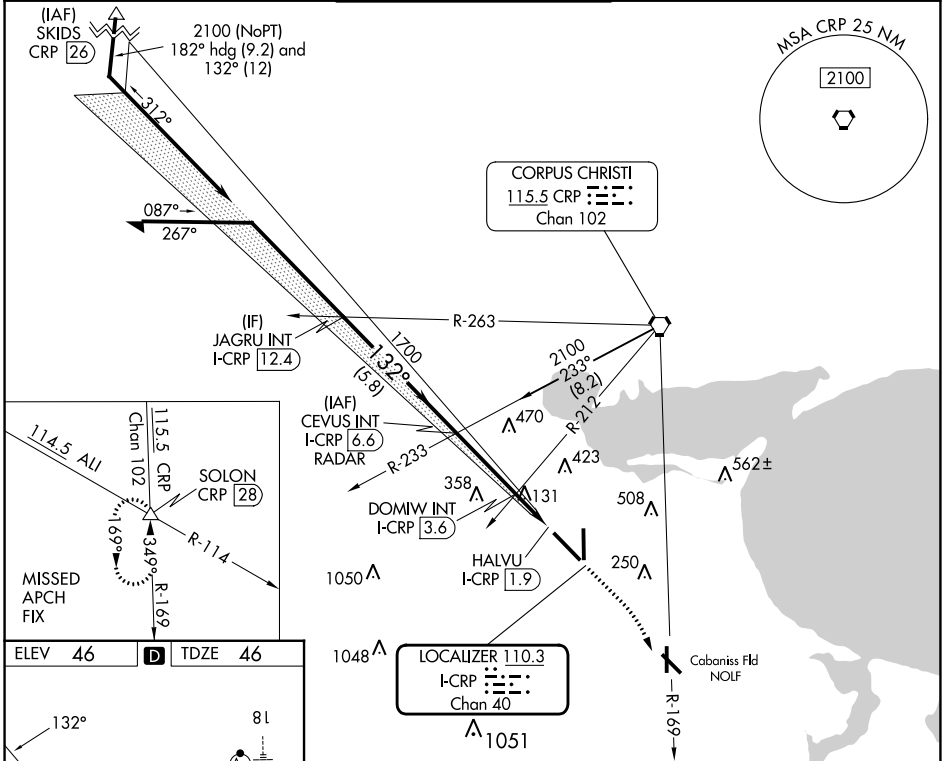 (IAF)
SKIDS
CRP 26
2100 (NoPT)
182° hdg (9.2) and
132° (12)
312°
087°
267°
MSA CRP 25 NM
2100
CORPUS CHRISTI
115.5 CRP
Chan 102
R-263
(IF)
JAGRU INT
I-CRP 12.4
1700
132°
(5.8)
2100
233°
(8.2)
R-212
(IAF)
CEVUS INT
I-CRP 6.6
RADAR
R-233
470
423
562±
358
131
508
DOMIW INT
I-CRP 3.6
HALVU
I-CRP 1.9
250
1050
1048
114.5 ALI
115.5 CRP
Chan 102
SOLON
CRP 28
R-114
169°
349°
R-169
MISSED
APCH
FIX
LOCALIZER 110.3
I-CRP
Chan 40
1051
Cabaniss Fld
NOLF
R-169
ELEV 46
D
TDZE 46
132°
18